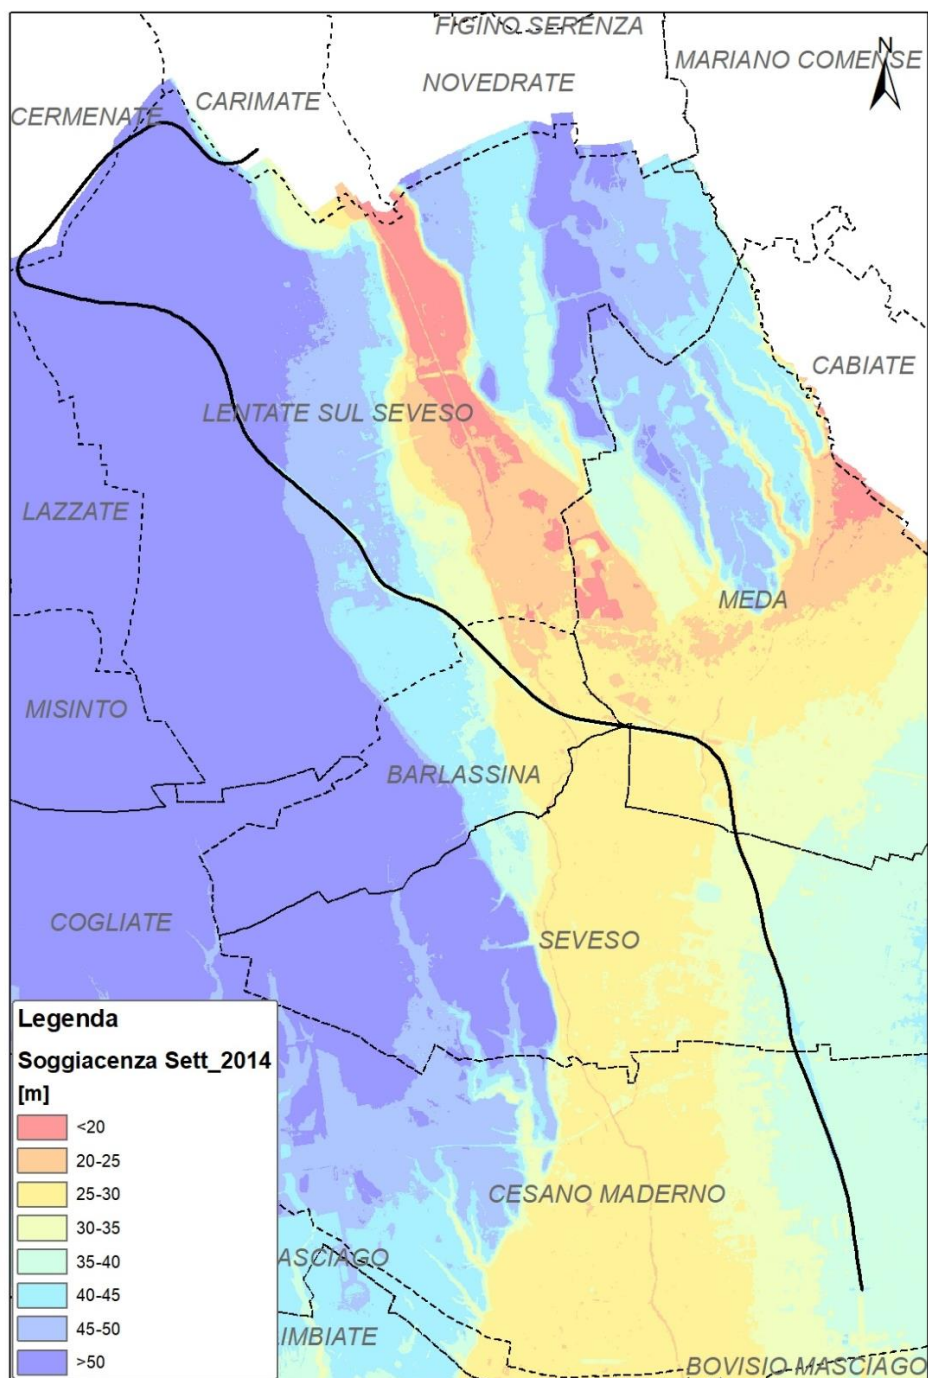 FIGINO SERENZA
N
MARIANO COMENSE
NOVEDRATE
CARIMATE
CERMENATE
CABIATE
LENTATE SUL SEVESO
LAZZATE
MEDA
MISINTO
BARLASSINA
COGLIATE
SEVESO
Legenda
Soggiacenza Sett_2014
[m]
<20
20-25
25-30
30-35
35-40
40-45
45-50
>50
CESANO MADERNO
ASCIAGO
IMBIATE
BOVISIO MASCIAGO